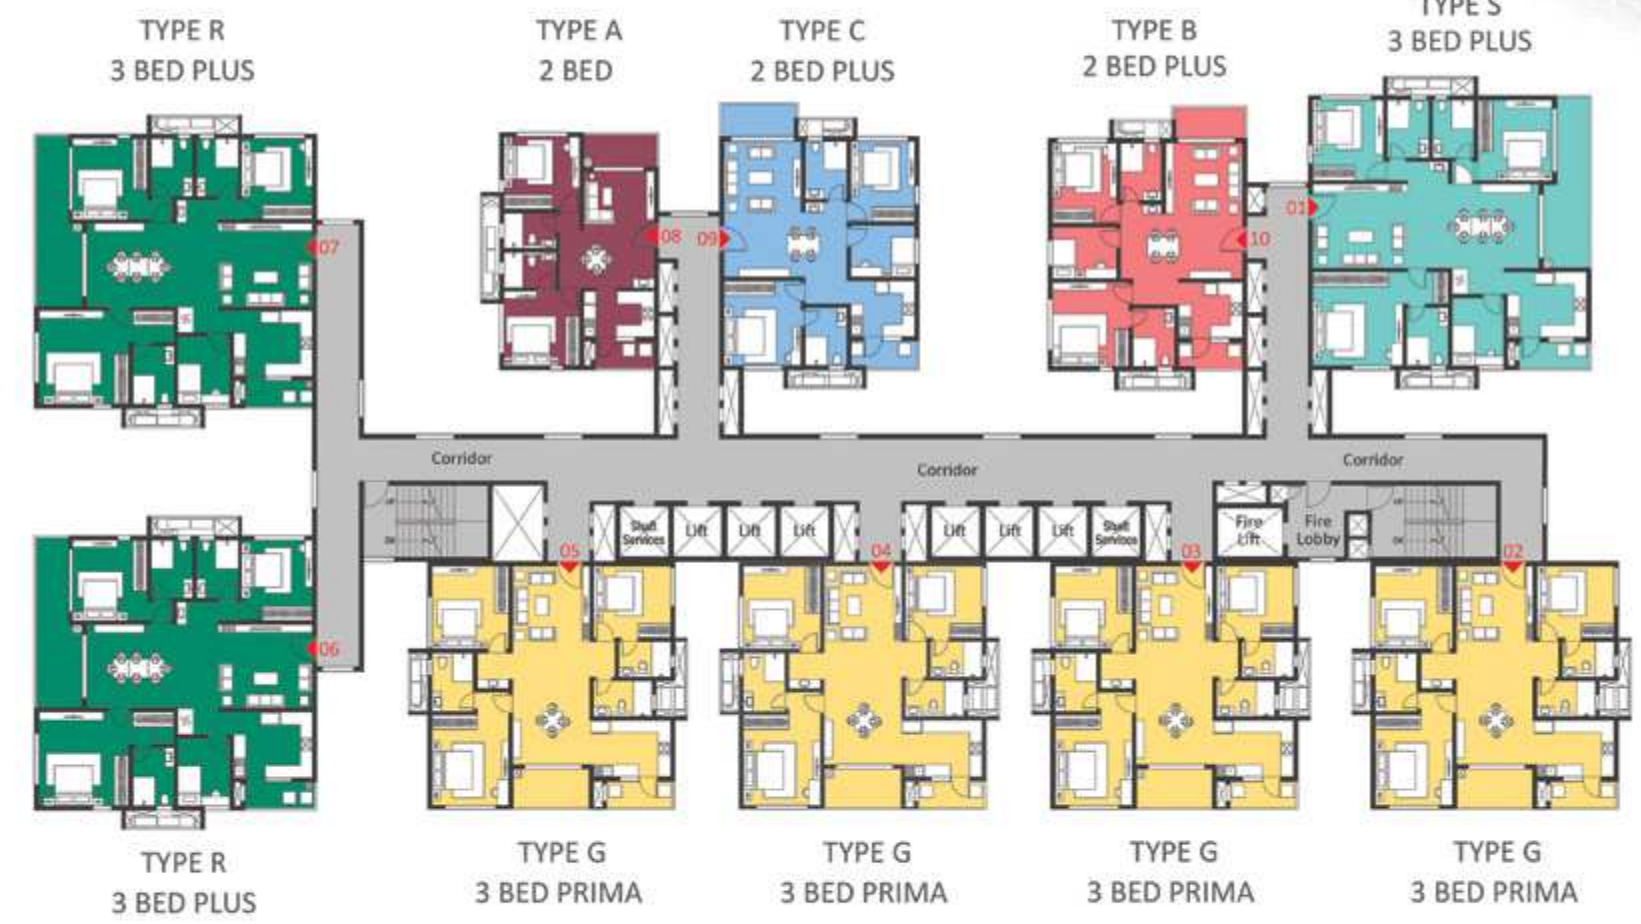 TYPE R
3 BED PLUS
TYPE A
2 BED
TYPE C
2 BED PLUS
TYPE B
2 BED PLUS
TYPE S
3 BED PLUS
07
08
09
10
01
Corridor
Corridor
Corridor
Shaft
Services
Lift
Lift
Lift
Lift
Lift
Lift
Shaft
Services
Fire
Lift
Fire
Lobby
05
04
03
02
06
TYPE R
3 BED PLUS
TYPE G
3 BED PRIMA
TYPE G
3 BED PRIMA
TYPE G
3 BED PRIMA
TYPE G
3 BED PRIMA